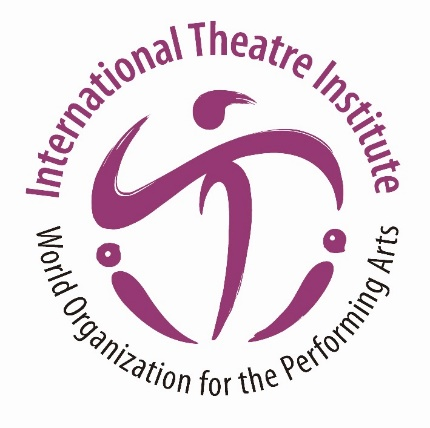 International Theatre Institute
World Organization for the Performing Arts